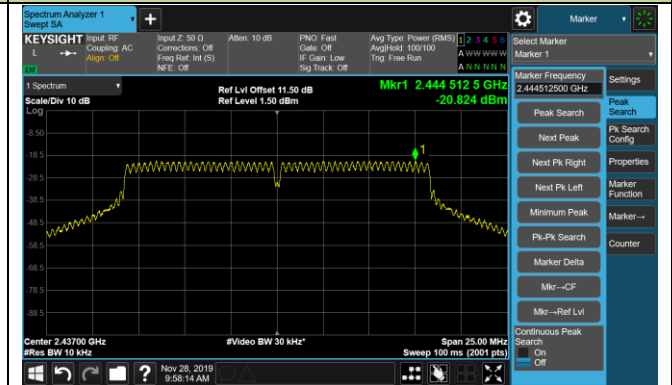 Spectrum Analyzer 1
Swept SA
+
Marker
KEYSIGHT
L
LXI
Input: RF
Coupling: AC
Align: Off
Input Z: 50 Ω
Corrections: Off
Freq Ref: Int (S)
NFE: Off
Atten: 10 dB
PNO: Fast
Gate: Off
IF Gain: Low
Sig Track: Off
Avg Type: Power (RMS)
Avg|Hold: 100/100
Trig: Free Run
1 2 3 4 5 6
A W W W W W
A N N N N N
Select Marker
Marker 1
1 Spectrum
Scale/Div 10 dB
Log
Ref Lvl Offset 11.50 dB
Ref Level 1.50 dBm
Mkr1 2.444 512 5 GHz
-20.824 dBm
1
-8.50
-18.5
-28.5
-38.5
-48.5
-58.5
-68.5
-78.5
-88.5
Center 2.43700 GHz
#Res BW 10 kHz
#Video BW 30 kHz*
Span 25.00 MHz
Sweep 100 ms (2001 pts)
Marker Frequency
2.444512500 GHz
Peak Search
Next Peak
Next Pk Right
Next Pk Left
Minimum Peak
Pk-Pk Search
Marker Delta
Mkr→CF
Mkr→Ref Lvl
Continuous Peak
Search
On
Off
Settings
Peak
Search
Pk Search
Config
Properties
Marker
Function
Marker→
Counter
?
Nov 28, 2019
9:58:14 AM